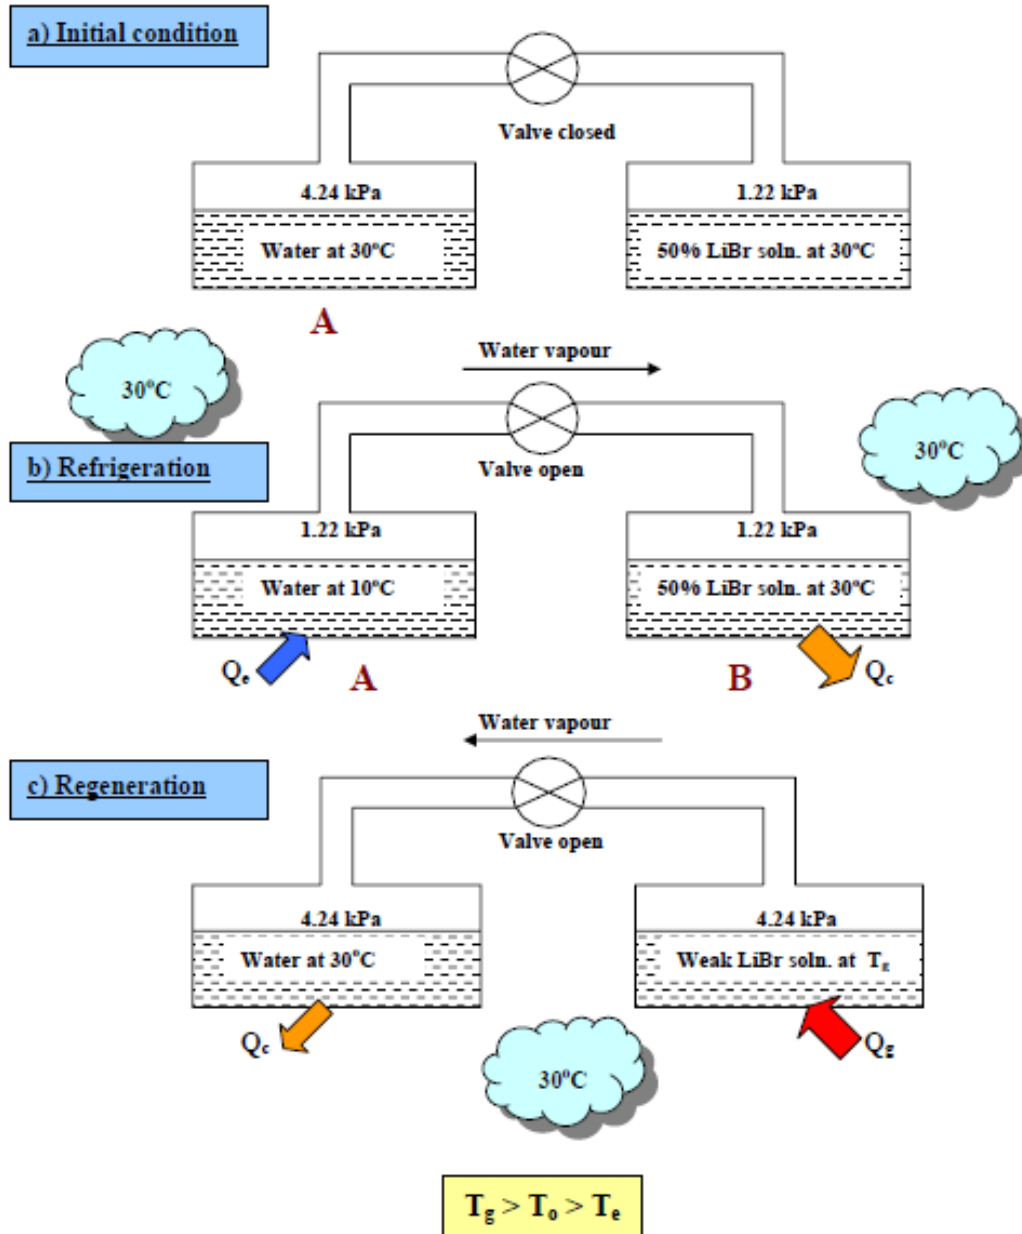 a) Initial condition
Valve closed
4.24 kPa
1.22 kPa
Water at 30°C
50% LiBr soln. at 30°C
A
Water vapour
30°C
30°C
b) Refrigeration
Valve open
1.22 kPa
1.22 kPa
Water at 10°C
50% LiBr soln. at 30°C
Qe
A
B
Qc
Water vapour
c) Regeneration
Valve open
4.24 kPa
4.24 kPa
Water at 30°C
Weak LiBr soln. at Tg
Qc
Qg
30°C
Tg > To > Te